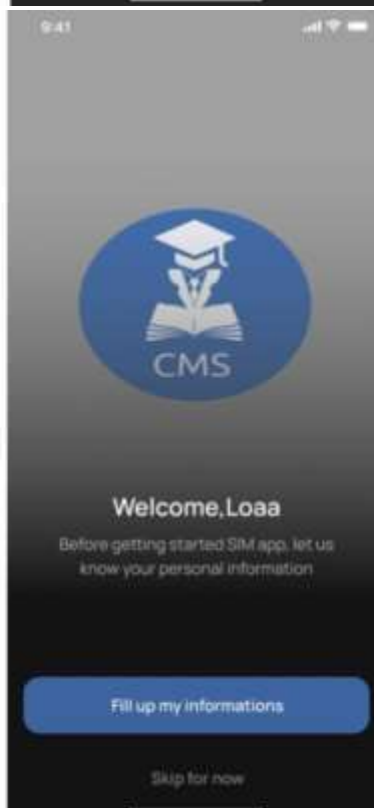 9:41
CMS
Welcome,Loaa
Before getting started SIM app, let us
know your personal information
Fill up my informations
Skip for now